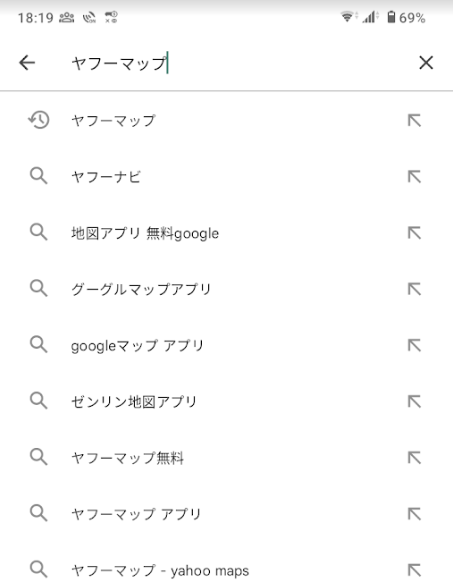 18:19 69%
ヤフーマップ
ヤフーマップ
ヤフーナビ
地図アプリ 無料google
グーグルマップアプリ
googleマップ アプリ
ゼンリン地図アプリ
ヤフーマップ無料
ヤフーマップ アプリ
ヤフーマップ - yahoo maps